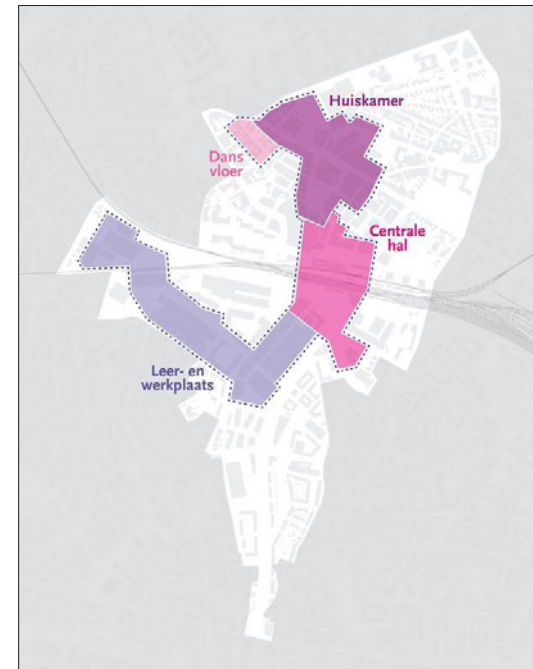 Huiskamer
Dans
vloer
Centrale
hal
Leer- en
werkplaats